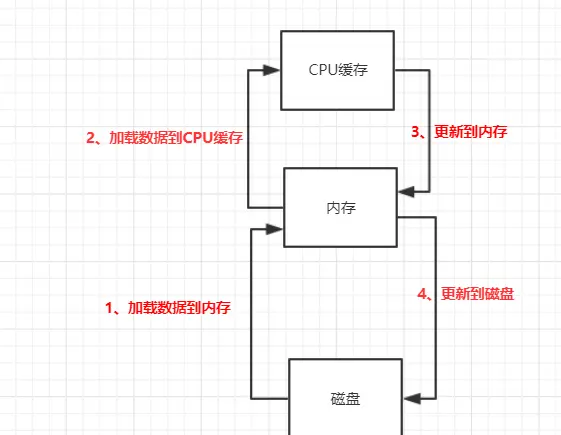 CPU缓存
2、加载数据到CPU缓存
3、更新到内存
内存
1、加载数据到内存
4、更新到磁盘
磁盘